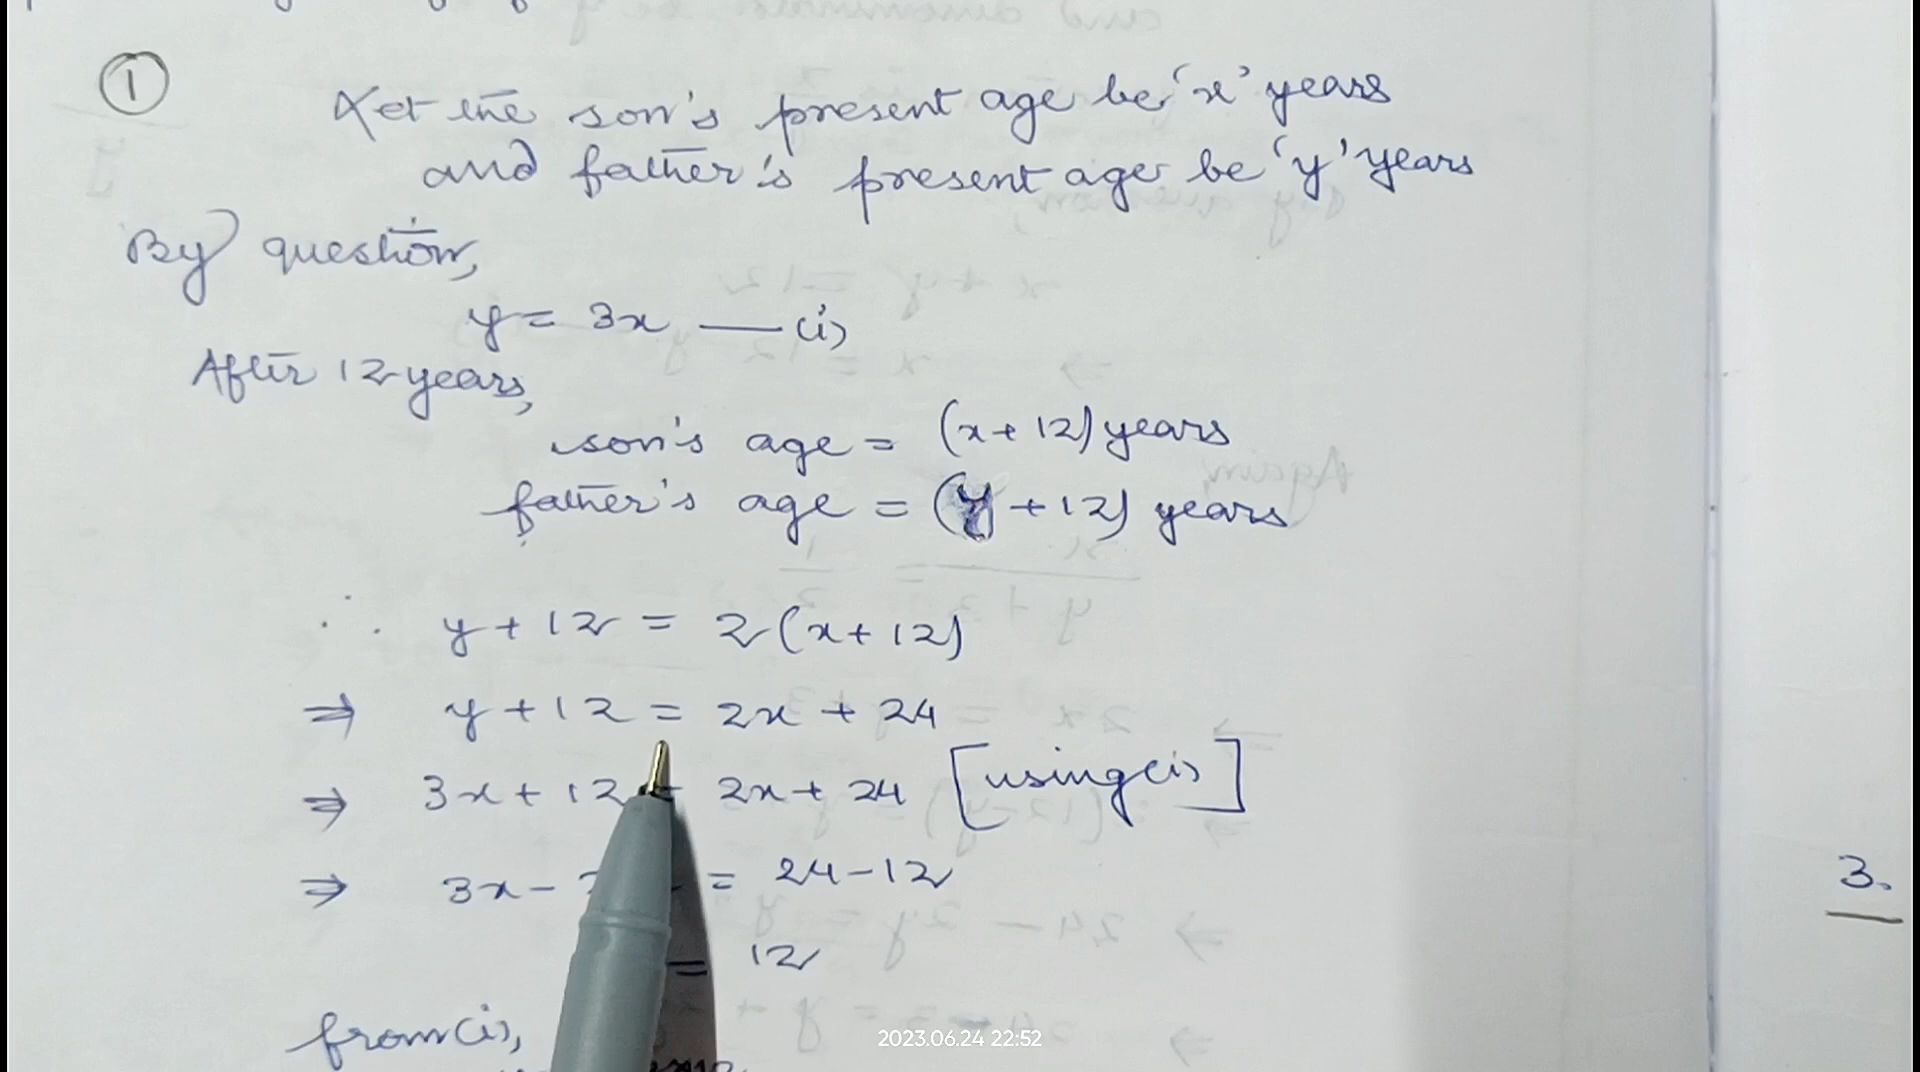 ①
Let the son's present age be 'x' years
and father's present age be 'y' years
By question,
y = 3x — (i)
After 12 years,
son's age = (x + 12) years
father's age = (y + 12) years
∴ y + 12 = 2(x + 12)
⇒ y + 12 = 2x + 24
⇒ 3x + 12 = 2x + 24 [using (i)]
⇒ 3x - = 24 - 12
3.
= 12
from (i),
2023.06.24 22:52